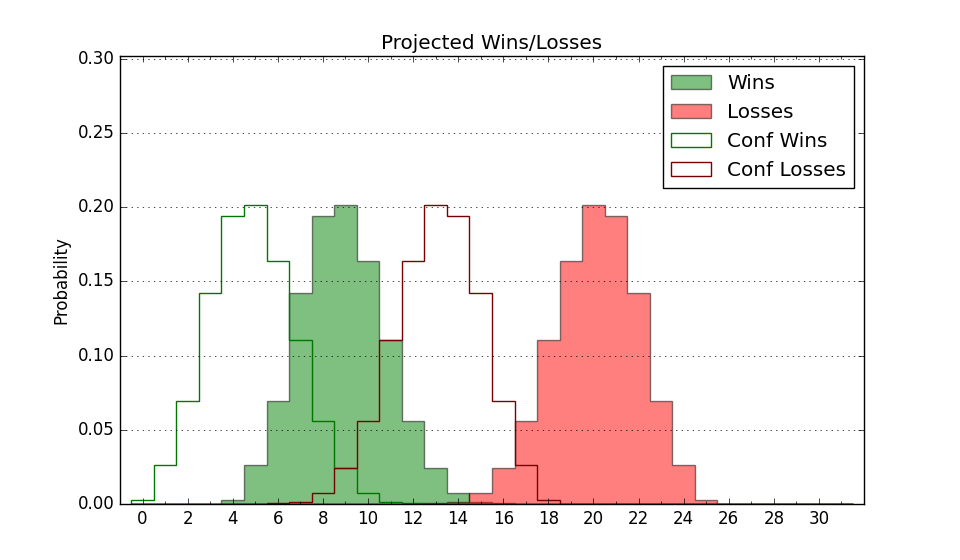 Projected Wins/Losses
0.30
0.25
0.20
0.15
0.10
0.05
0.00
Probability
Wins
Losses
Conf Wins
Conf Losses
0 2 4 6 8 10 12 14 16 18 20 22 24 26 28 30